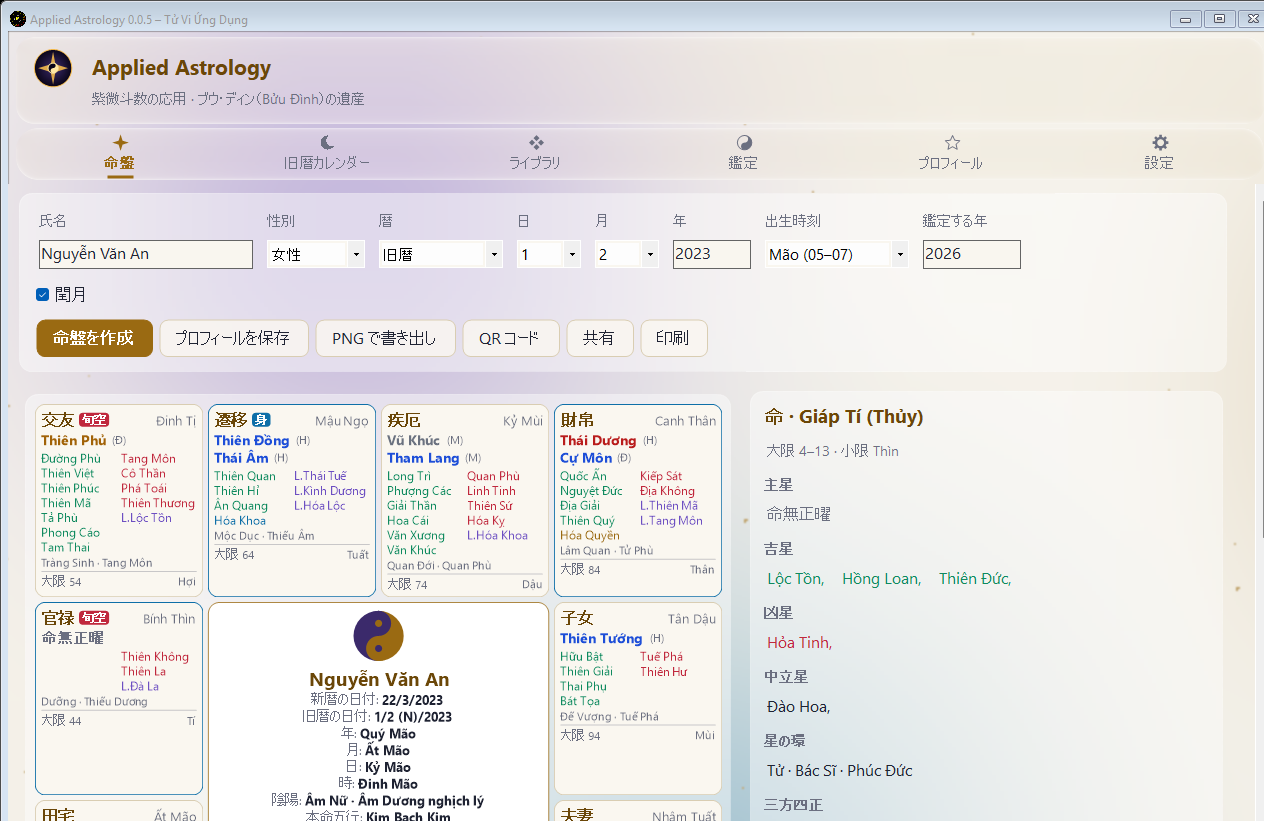 Applied Astrology 0.0.5 – Tử Vi Ứng Dụng
Applied Astrology
紫微斗数の応用 · ブウ・ディン（Bửu Đình）の遺産
命盤
旧暦カレンダー
ライブラリ
鑑定
プロフィール
設定
氏名
性別
暦
日
月
年
出生時刻
鑑定する年
Nguyễn Văn An
女性
旧暦
1
2
2023
Mão (05–07)
2026
閏月
命盤を作成
プロフィールを保存
PNG で書き出し
QR コード
共有
印刷
交友 旬空 Đinh Tị
Thiên Phủ (Đ)
Đường Phù Tang Môn
Thiên Việt Cô Thần
Thiên Phúc Phá Toái
Thiên Mã Thiên Thương
Tả Phù L.Lộc Tồn
Phong Cáo
Tam Thai
Tràng Sinh · Tang Môn
大限 54 Hợi
遷移 身 Mậu Ngọ
Thiên Đồng (H)
Thái Âm (H)
Thiên Quan L.Thái Tuế
Thiên Hỉ L.Kình Dương
Ân Quang L.Hóa Lộc
Hóa Khoa
Mộc Dục · Thiếu Âm
大限 64 Tuất
疾厄 Kỷ Mùi
Vũ Khúc (M)
Tham Lang (M)
Long Trì Quan Phù
Phượng Các Linh Tinh
Giải Thần Thiên Sứ
Hoa Cái Hóa Kỵ
Văn Xương L.Hóa Khoa
Văn Khúc
Quan Đới · Quan Phù
大限 74 Dậu
財帛 Canh Thân
Thái Dương (H)
Cự Môn (Đ)
Quốc Ấn Kiếp Sát
Nguyệt Đức Địa Không
Địa Giải L.Thiên Mã
Thiên Quý L.Tang Môn
Hóa Quyền
Lâm Quan · Tử Phù
大限 84 Thân
官禄 旬空 Bính Thìn
命無正曜
Thiên Không
Thiên La
L.Đà La
Dưỡng · Thiếu Dương
大限 44 Tí
Nguyễn Văn An
新暦の日付: 22/3/2023
旧暦の日付: 1/2 (N)/2023
年: Quý Mão
月: Ất Mão
日: Kỷ Mão
時: Đinh Mão
陰陽: Âm Nữ · Âm Dương nghịch lý
本命五行: Kim Bạch Kim
子女 Tân Dậu
Thiên Tướng (H)
Hữu Bật Tuế Phá
Thiên Giải Thiên Hư
Thai Phụ
Bát Tọa
Đế Vượng · Tuế Phá
大限 94 Mùi
田宅 Ất Mão
夫妻 Nhâm Tuất
命 · Giáp Tí (Thủy)
大限 4–13 · 小限 Thìn
主星
命無正曜
吉星
Lộc Tồn, Hồng Loan, Thiên Đức,
凶星
Hỏa Tinh,
中立星
Đào Hoa,
星の環
Tử · Bác Sĩ · Phúc Đức
三方四正